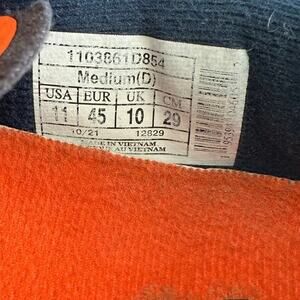 1103861D854
Medium(D)
USA EUR UK CM
11 45 10 29
10/21 12829
MADE IN VIETNAM